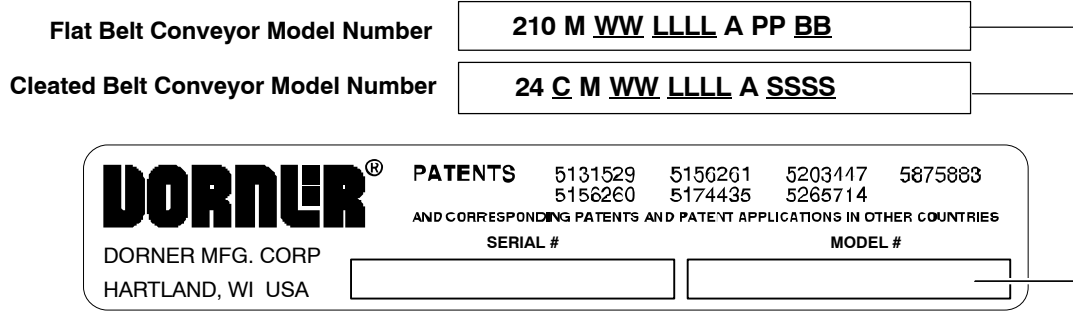 Flat Belt Conveyor Model Number
210 M WW LLLL A PP BB
Cleated Belt Conveyor Model Number
24 C M WW LLLL A SSSS
DORNER®
PATENTS 5131529 5156261 5203447 5875883
5156260 5174435 5265714
AND CORRESPONDING PATENTS AND PATENT APPLICATIONS IN OTHER COUNTRIES
SERIAL # MODEL #
DORNER MFG. CORP
HARTLAND, WI USA